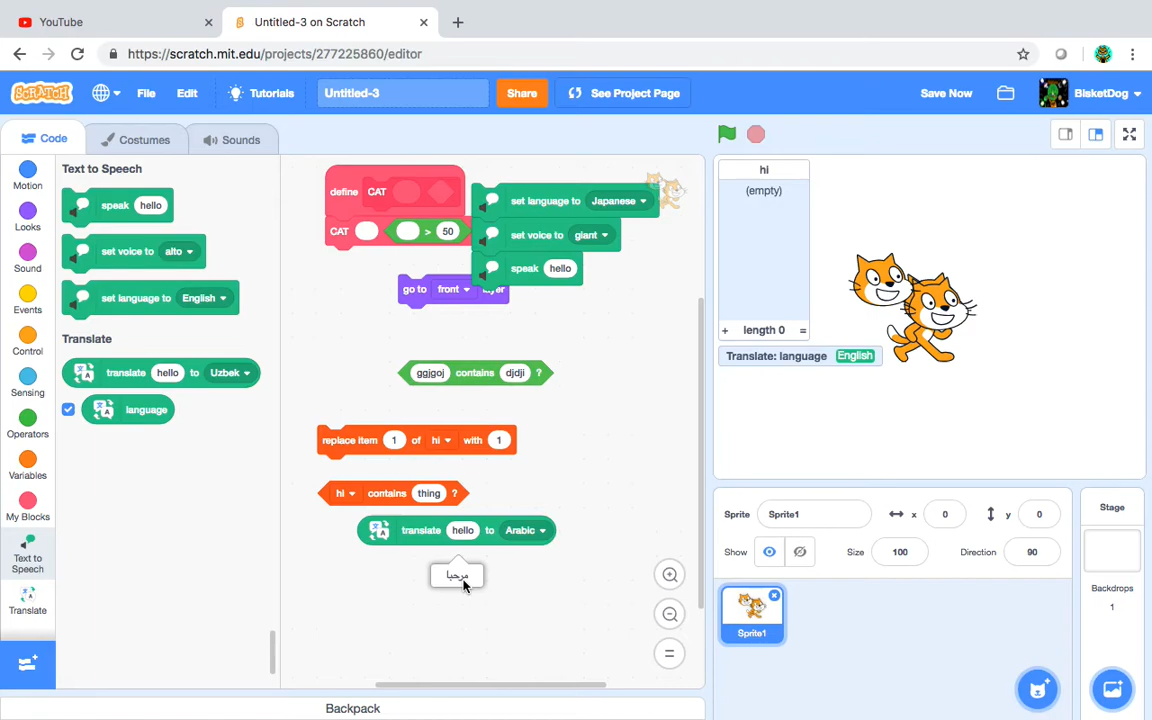 YouTube
Untitled-3 on Scratch
https://scratch.mit.edu/projects/277225860/editor
SCRATCH
File
Edit
Tutorials
Untitled-3
Share
See Project Page
Save Now
BisketDog
Code
Costumes
Sounds
Motion
Looks
Sound
Events
Control
Sensing
Operators
Variables
My Blocks
Text to
Speech
Translate
Text to Speech
speak hello
set voice to alto
set language to English
Translate
translate hello to Uzbek
language
define CAT
CAT > 50
set language to Japanese
set voice to giant
speak hello
go to front layer
ggjgoj contains djdji ?
replace item 1 of hi with 1
hi contains thing ?
translate hello to Arabic
مرحبا
hi
(empty)
+ length 0 =
Translate: language English
Sprite Sprite1 x 0 y 0
Show Size 100 Direction 90
Sprite1
Stage
Backdrops
1
Backpack